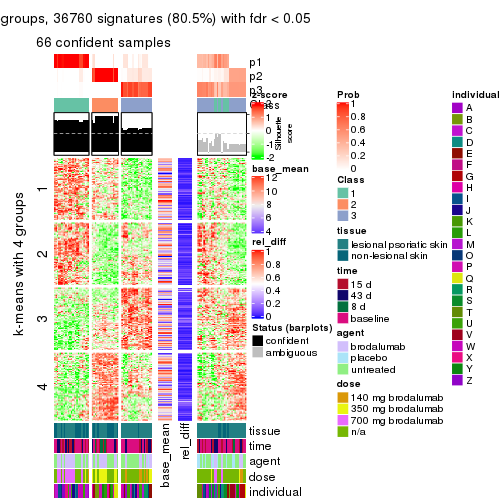 groups, 36760 signatures (80.5%) with fdr < 0.05
66 confident samples
p1
p2
p3
Class
k-means with 4 groups
1
2
3
4
base_mean
rel_diff
tissue
time
agent
dose
individual
z-score
2
1
0
-1
-2
Silhouette
score
base_mean
12
10
8
6
4
rel_diff
1
0.8
0.6
0.4
0.2
0
Status (barplots)
confident
ambiguous
Prob
1
0.8
0.6
0.4
0.2
0
Class
1
2
3
tissue
lesional psoriatic skin
non-lesional skin
time
15 d
43 d
8 d
baseline
agent
brodalumab
placebo
untreated
dose
140 mg brodalumab
350 mg brodalumab
700 mg brodalumab
n/a
individual
A
B
C
D
E
F
G
H
I
J
K
L
M
O
P
Q
R
S
T
U
V
W
X
Y
Z